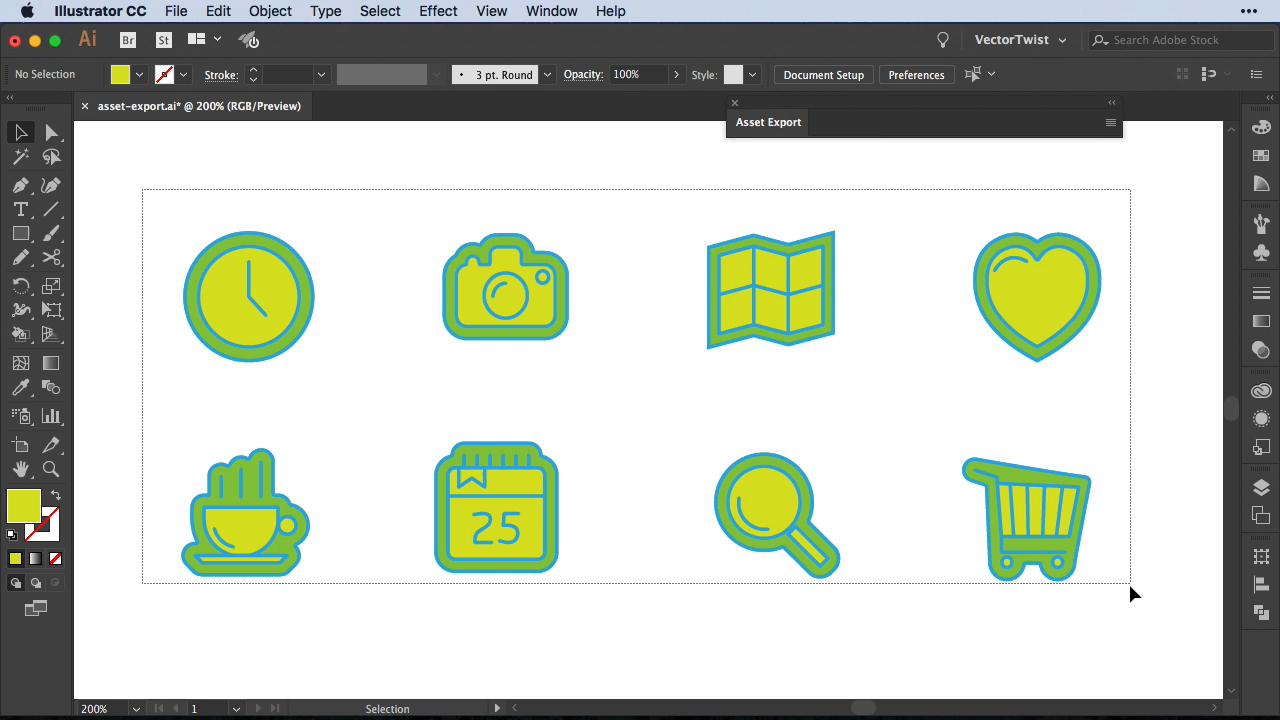 Illustrator CC File Edit Object Type Select Effect View Window Help
Ai Br St VectorTwist Search Adobe Stock
No Selection Stroke: 3 pt. Round Opacity: 100% Style: Document Setup Preferences
asset-export.ai* @ 200% (RGB/Preview)
Asset Export
25
200% 1 Selection